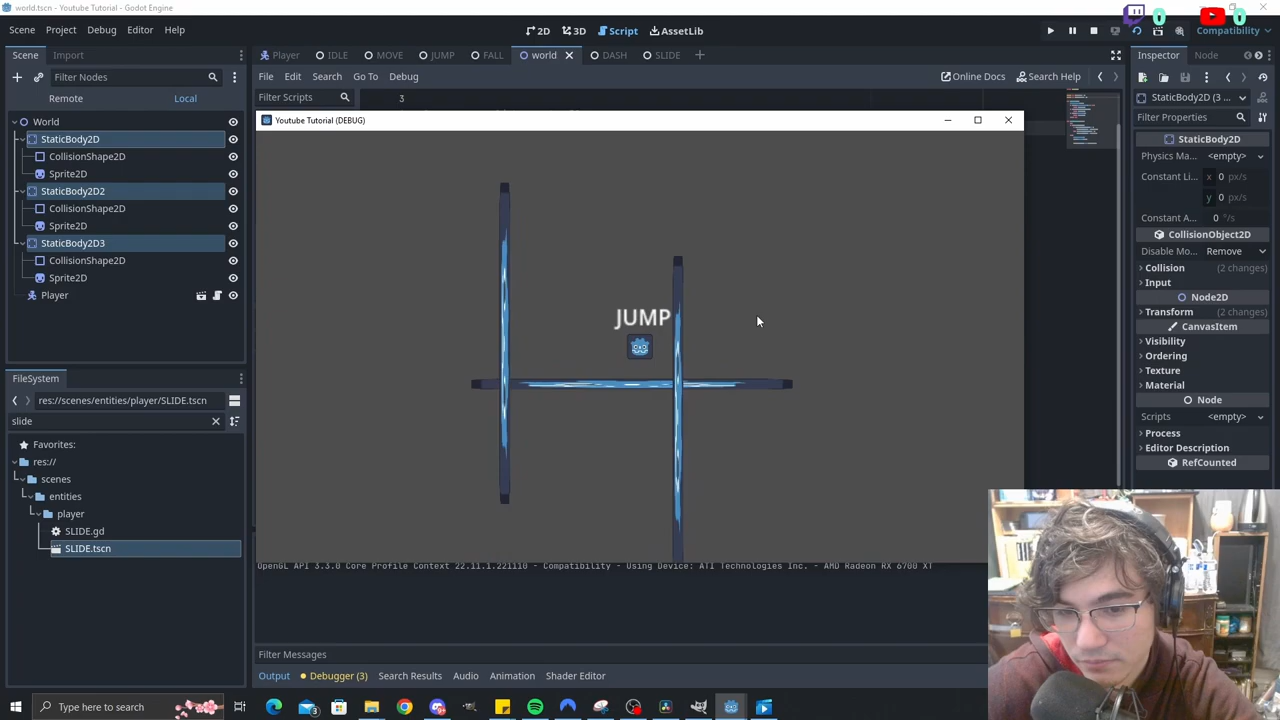 world.tscn - Youtube Tutorial - Godot Engine
0
0
Scene Project Debug Editor Help
2D 3D Script AssetLib
Compatibility
Scene Import
Player IDLE MOVE JUMP FALL world DASH SLIDE
Inspector Node
Filter Nodes
File Edit Search Go To Debug
Online Docs Search Help
Remote Local
Filter Scripts
3
StaticBody2D (3 ...
Filter Properties
World
StaticBody2D
CollisionShape2D
Sprite2D
StaticBody2D2
CollisionShape2D
Sprite2D
StaticBody2D3
CollisionShape2D
Sprite2D
Player
Youtube Tutorial (DEBUG)
JUMP
StaticBody2D
Physics Ma... <empty>
Constant Li... x 0 px/s
y 0 px/s
Constant A... 0 °/s
CollisionObject2D
Disable Mo... Remove
Collision (2 changes)
Input
Node2D
Transform (2 changes)
CanvasItem
Visibility
Ordering
Texture
Material
Node
Scripts <empty>
Process
Editor Description
RefCounted
FileSystem
res://scenes/entities/player/SLIDE.tscn
slide
Favorites:
res://
scenes
entities
player
SLIDE.gd
SLIDE.tscn
OpenGL API 3.3.0 Core Profile Context 22.11.1.221110 - Compatibility - Using Device: ATI Technologies Inc. - AMD Radeon RX 6700 XT
Filter Messages
Output Debugger (3) Search Results Audio Animation Shader Editor
Type here to search